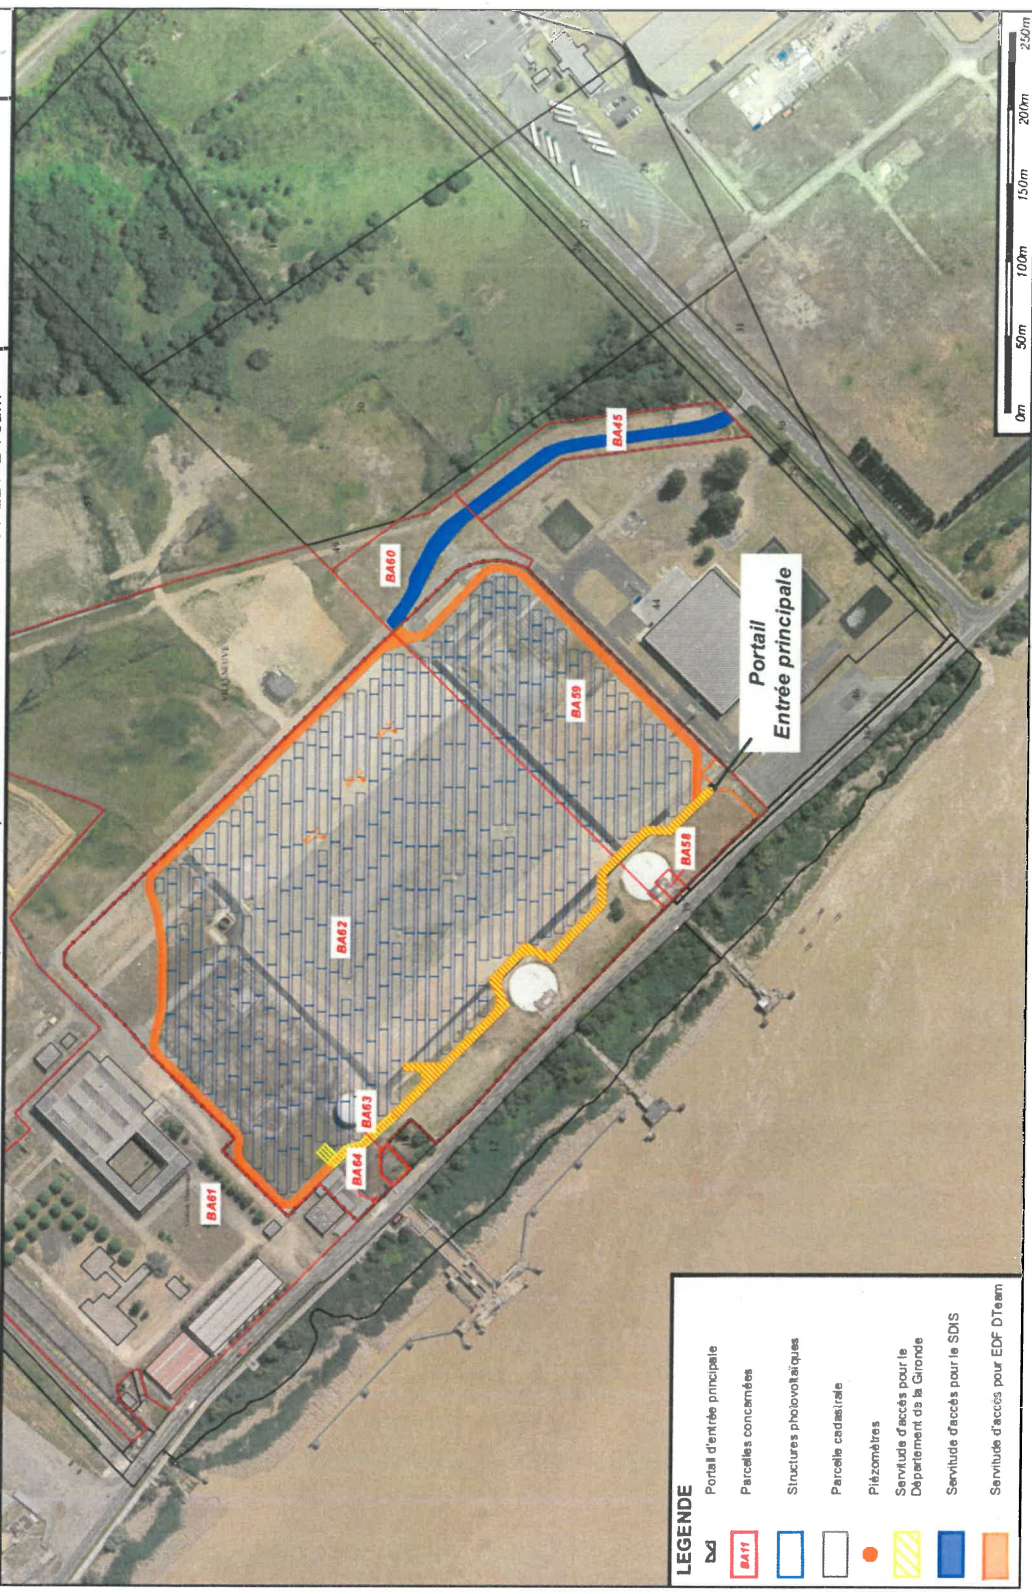 BA60
BA45
BA59
BA58
BA62
BA63
BA64
BA61
44
Portail
Entrée principale
LEGENDE
Portail d'entrée principale
BA11
Parcelles concernées
Structures photovoltaïques
Parcelle cadastrale
Piézomètres
Servitude d'accès pour le
Département de la Gironde
Servitude d'accès pour le SDIS
Servitude d'accès pour EDF DTeam
0m
50m
100m
150m
200m
250m